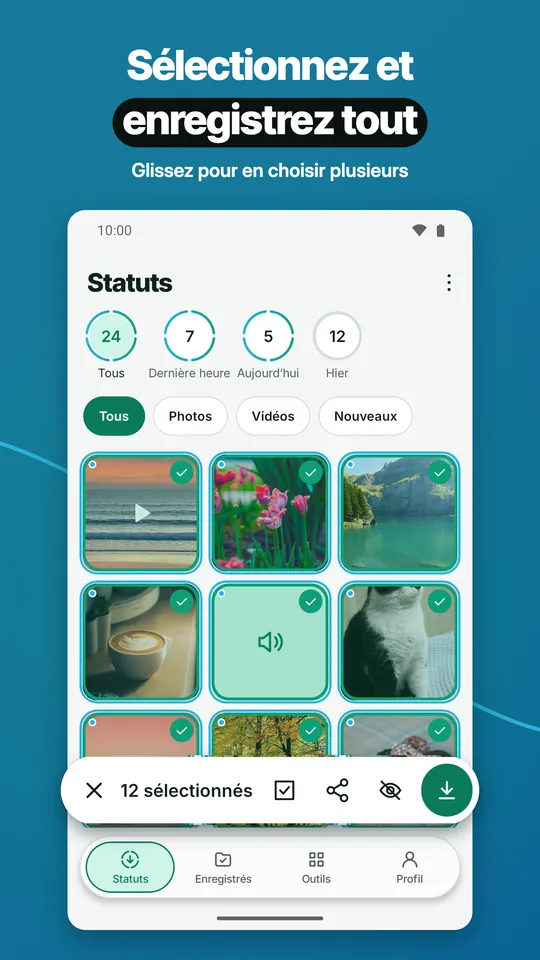 Sélectionnez et
enregistrez tout
Glissez pour en choisir plusieurs
10:00
Statuts
24
7
5
12
Tous
Dernière heure
Aujourd'hui
Hier
Tous
Photos
Vidéos
Nouveaux
12 sélectionnés
Statuts
Enregistrés
Outils
Profil